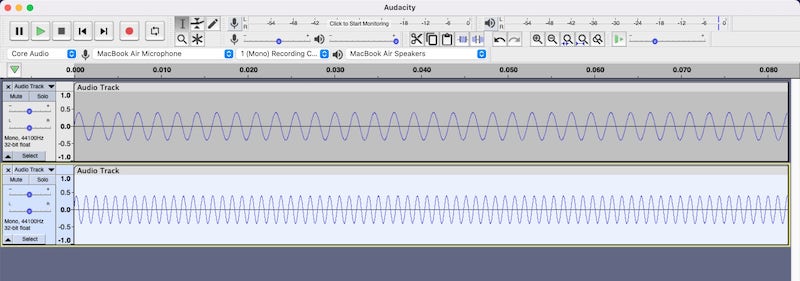 Audacity
L
R
-54 -48 -42 Click to Start Monitoring -18 -12 -6 0
L
R
-54 -48 -42 -36 -30 -24 -18 -12 -6 0
Core Audio MacBook Air Microphone 1 (Mono) Recording C... MacBook Air Speakers
0.000 0.010 0.020 0.030 0.040 0.050 0.060 0.070 0.080
× Audio Track ▼ Audio Track
Mute Solo 1.0
- +
0.5
L R
0.0
Mono, 44100Hz
32-bit float -0.5
Select -1.0
× Audio Track ▼ Audio Track
Mute Solo 1.0
- +
0.5
L R
0.0
Mono, 44100Hz
32-bit float -0.5
Select -1.0